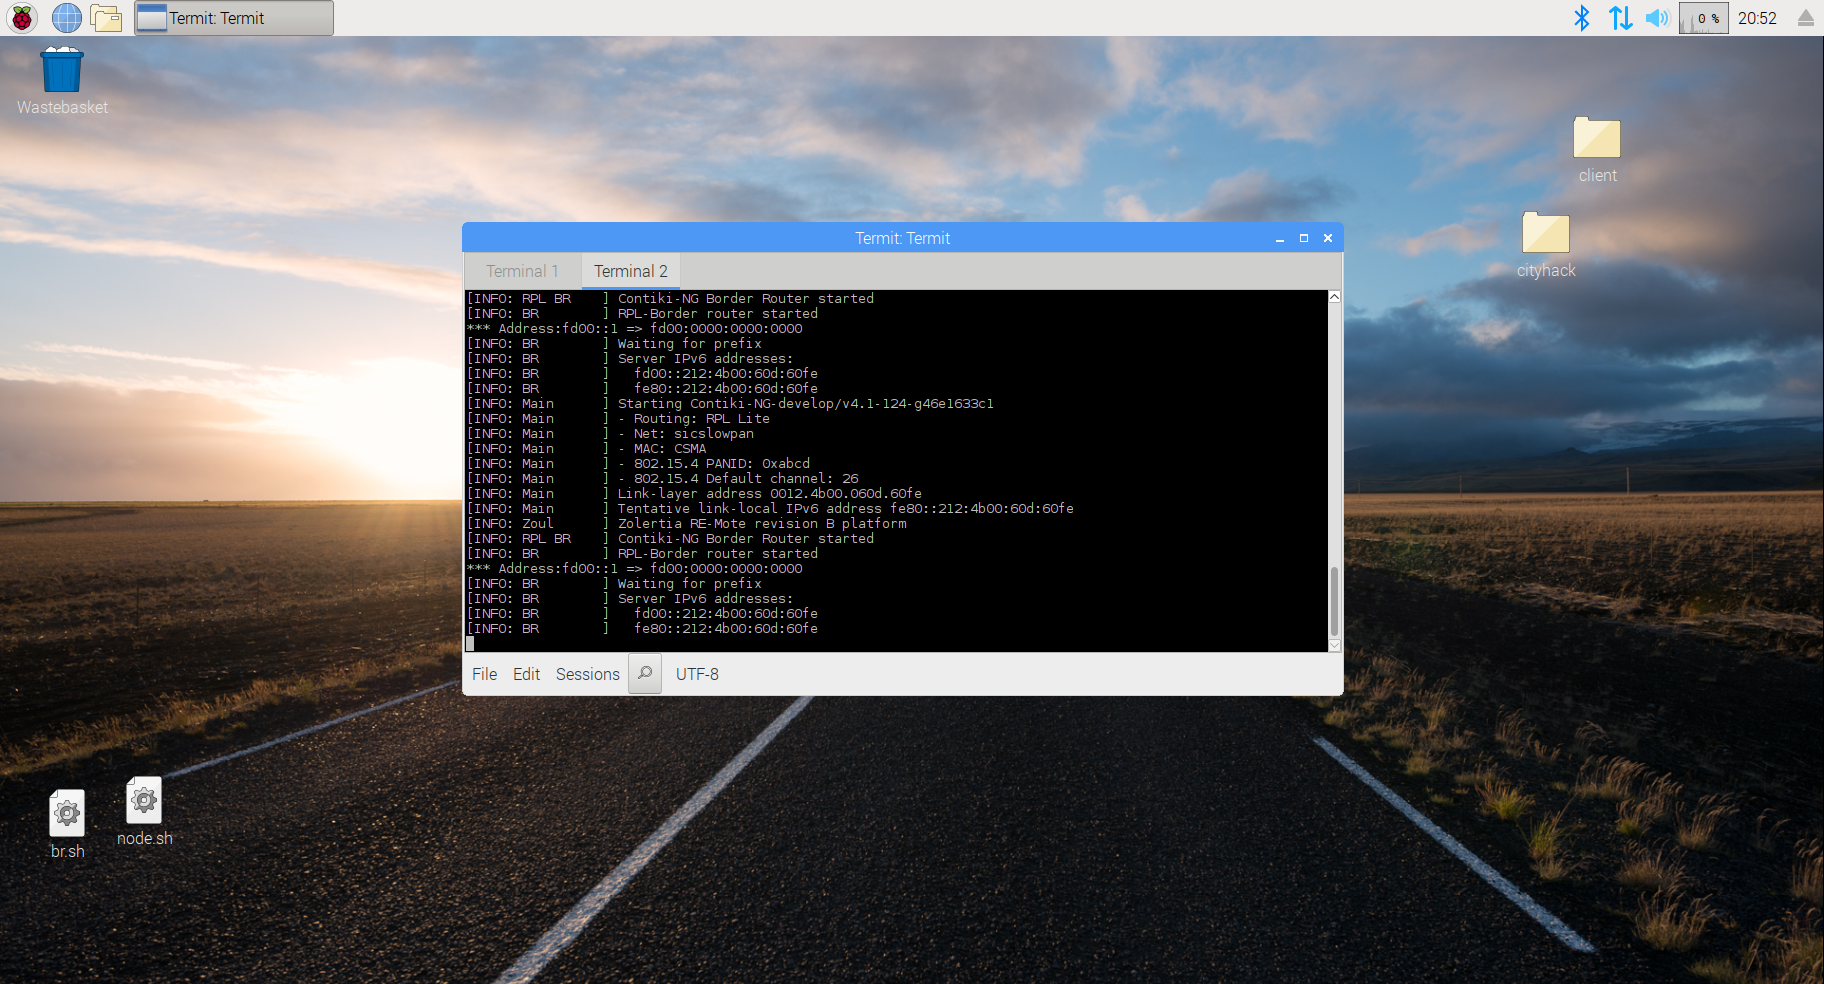 Termit: Termit
0 %
20:52
Wastebasket
client
cityhack
Termit: Termit
Terminal 1
Terminal 2
[INFO: RPL BR    ] Contiki-NG Border Router started
[INFO: BR        ] RPL-Border router started
*** Address:fd00::1 => fd00:0000:0000:0000
[INFO: BR        ] Waiting for prefix
[INFO: BR        ] Server IPv6 addresses:
[INFO: BR        ]   fd00::212:4b00:60d:60fe
[INFO: BR        ]   fe80::212:4b00:60d:60fe
[INFO: Main      ] Starting Contiki-NG-develop/v4.1-124-g46e1633c1
[INFO: Main      ] - Routing: RPL Lite
[INFO: Main      ] - Net: sicslowpan
[INFO: Main      ] - MAC: CSMA
[INFO: Main      ] - 802.15.4 PANID: 0xabcd
[INFO: Main      ] - 802.15.4 Default channel: 26
[INFO: Main      ] Link-layer address 0012.4b00.060d.60fe
[INFO: Main      ] Tentative link-local IPv6 address fe80::212:4b00:60d:60fe
[INFO: Zoul      ] Zolertia RE-Mote revision B platform
[INFO: RPL BR    ] Contiki-NG Border Router started
[INFO: BR        ] RPL-Border router started
*** Address:fd00::1 => fd00:0000:0000:0000
[INFO: BR        ] Waiting for prefix
[INFO: BR        ] Server IPv6 addresses:
[INFO: BR        ]   fd00::212:4b00:60d:60fe
[INFO: BR        ]   fe80::212:4b00:60d:60fe
File Edit Sessions UTF-8
node.sh
br.sh